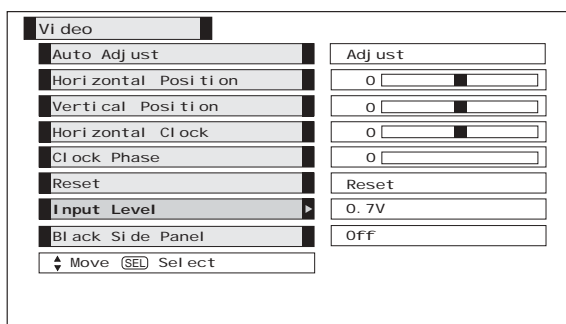 Video
Auto Adjust Adjust
Horizontal Position 0
Vertical Position 0
Horizontal Clock 0
Clock Phase 0
Reset Reset
Input Level 0.7V
Black Side Panel Off
Move SEL Select